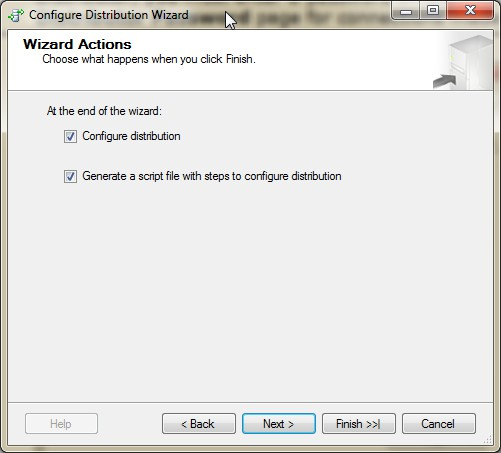 Configure Distribution Wizard
Wizard Actions
Choose what happens when you click Finish.
At the end of the wizard:
Configure distribution
Generate a script file with steps to configure distribution
Help
< Back
Next >
Finish >>|
Cancel